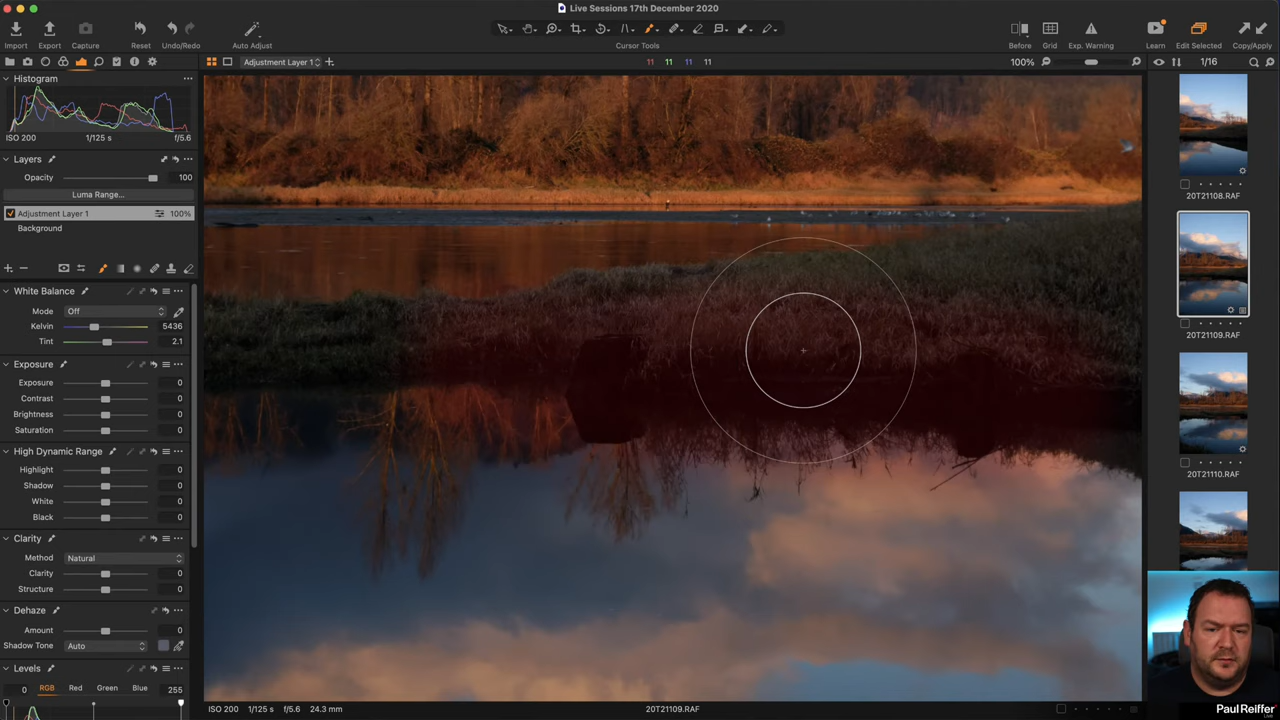 Live Sessions 17th December 2020
Import Export Capture Reset Undo/Redo Auto Adjust Cursor Tools Before Grid Exp. Warning Learn Edit Selected Copy/Apply
Adjustment Layer 1
100%
1/16
Histogram
ISO 200 1/125 s f/5.6
Layers
Opacity 100
Luma Range...
Adjustment Layer 1 100%
Background
White Balance
Mode Off
Kelvin 5436
Tint 2.1
Exposure
Exposure 0
Contrast 0
Brightness 0
Saturation 0
High Dynamic Range
Highlight 0
Shadow 0
White 0
Black 0
Clarity
Method Natural
Clarity 0
Structure 0
Dehaze
Amount 0
Shadow Tone Auto
Levels
0 RGB Red Green Blue 255
20T21108.RAF
20T21109.RAF
20T21110.RAF
ISO 200 1/125 s f/5.6 24.3 mm
20T21109.RAF
Paul Reiffer
Live